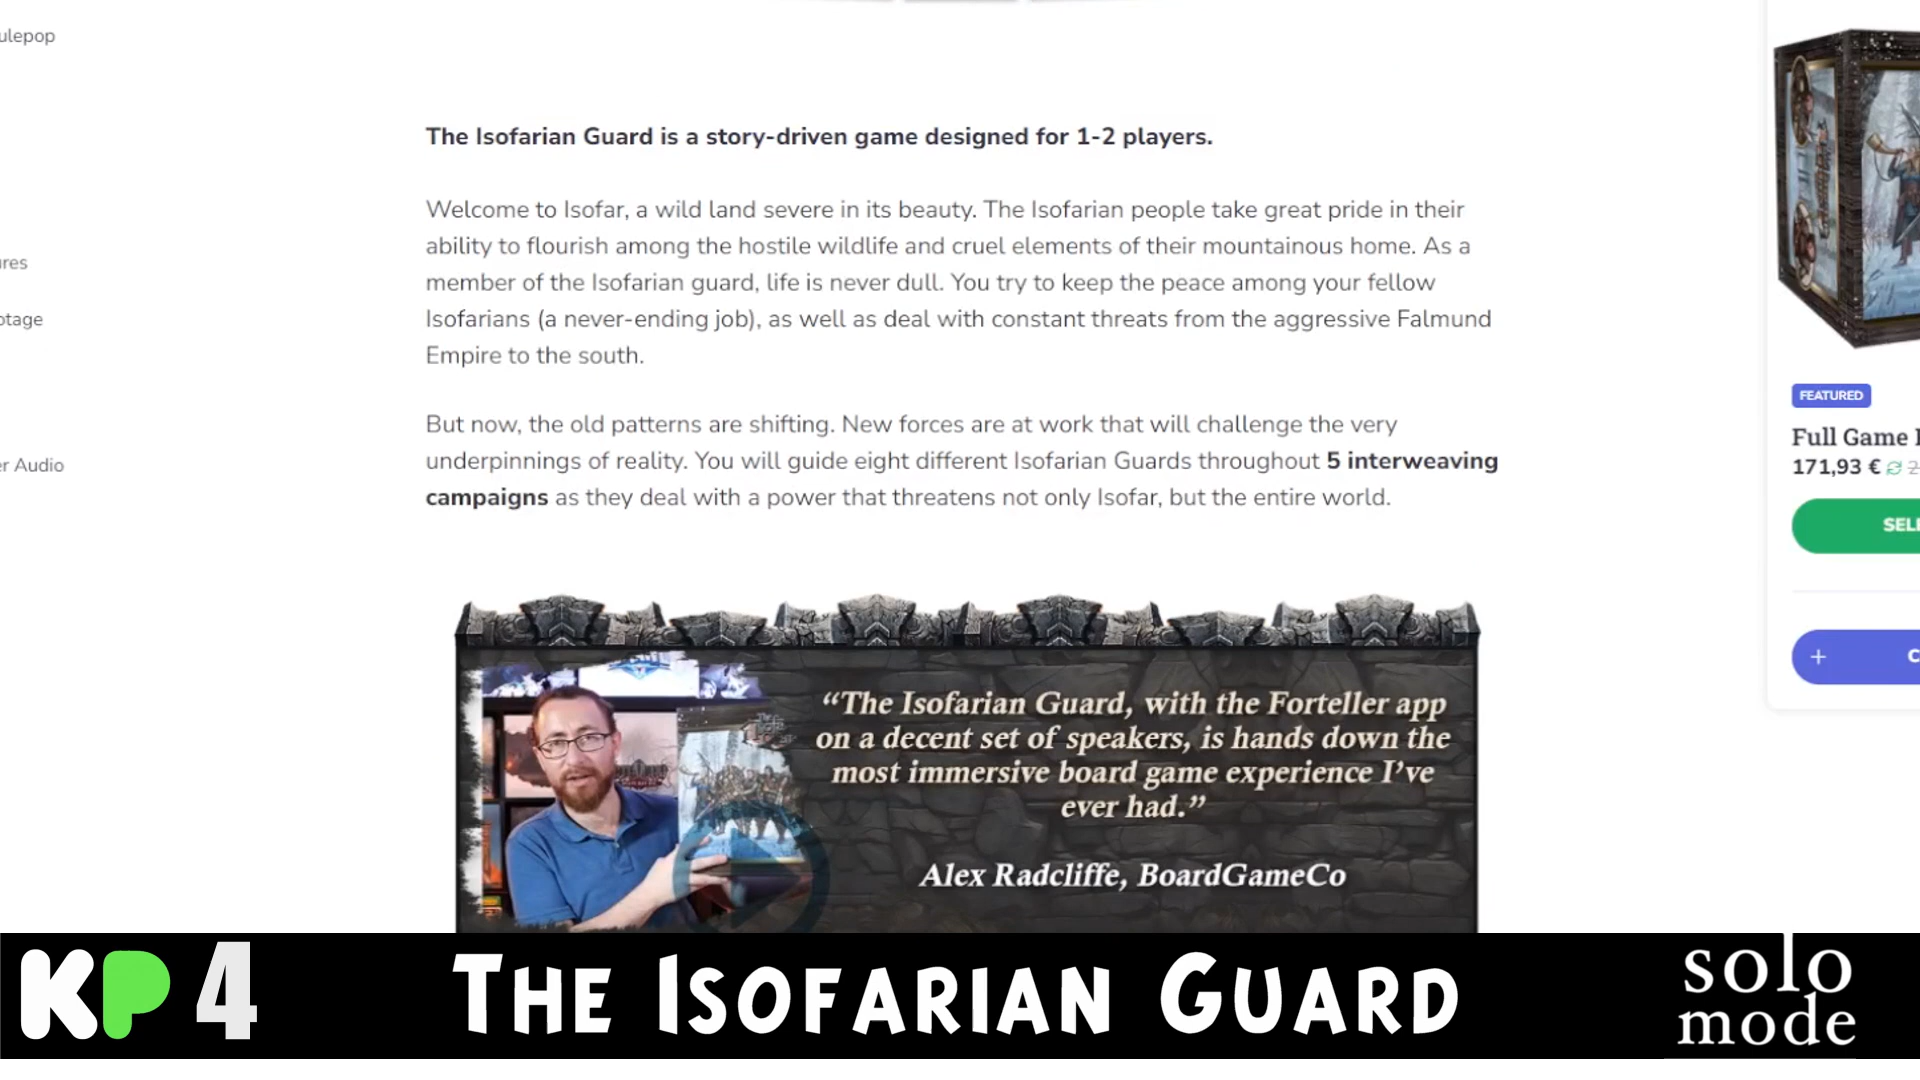 ulepop
The Isofarian Guard is a story-driven game designed for 1-2 players.
Welcome to Isofar, a wild land severe in its beauty. The Isofarian people take great pride in their
ability to flourish among the hostile wildlife and cruel elements of their mountainous home. As a
ures
member of the Isofarian guard, life is never dull. You try to keep the peace among your fellow
otage
Isofarians (a never-ending job), as well as deal with constant threats from the aggressive Falmund
Empire to the south.
But now, the old patterns are shifting. New forces are at work that will challenge the very
er Audio
underpinnings of reality. You will guide eight different Isofarian Guards throughout 5 interweaving
campaigns as they deal with a power that threatens not only Isofar, but the entire world.
FEATURED
Full Game
171,93 €
SELE
+ C
“The Isofarian Guard, with the Forteller app
on a decent set of speakers, is hands down the
most immersive board game experience I’ve
ever had.”
Alex Radcliffe, BoardGameCo
KP 4
THE ISOFARIAN GUARD
solo
mode